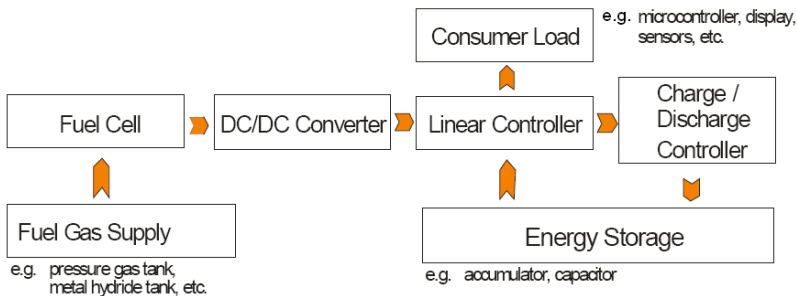 Consumer Load
e.g. microcontroller, display,
sensors, etc.
Fuel Cell
DC/DC Converter
Linear Controller
Charge /
Discharge
Controller
Fuel Gas Supply
e.g. pressure gas tank,
metal hydride tank, etc.
Energy Storage
e.g. accumulator, capacitor